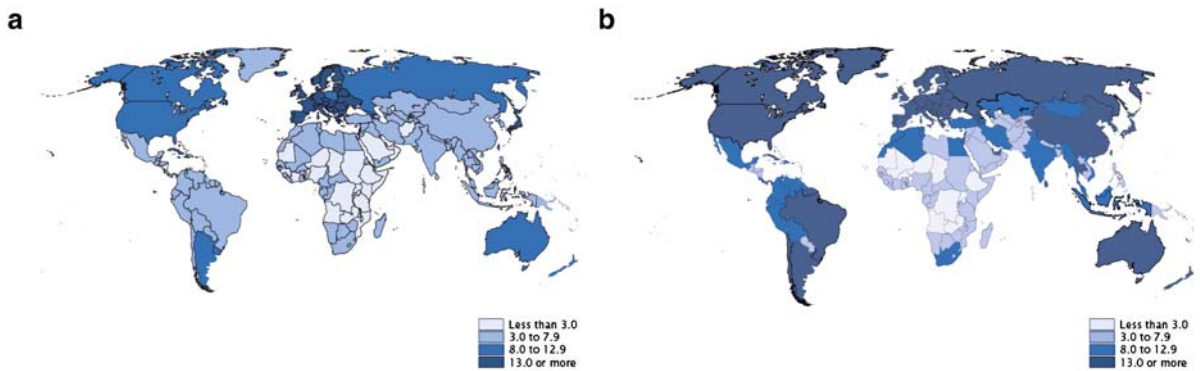 a
b
Less than 3.0
3.0 to 7.9
8.0 to 12.9
13.0 or more
Less than 3.0
3.0 to 7.9
8.0 to 12.9
13.0 or more